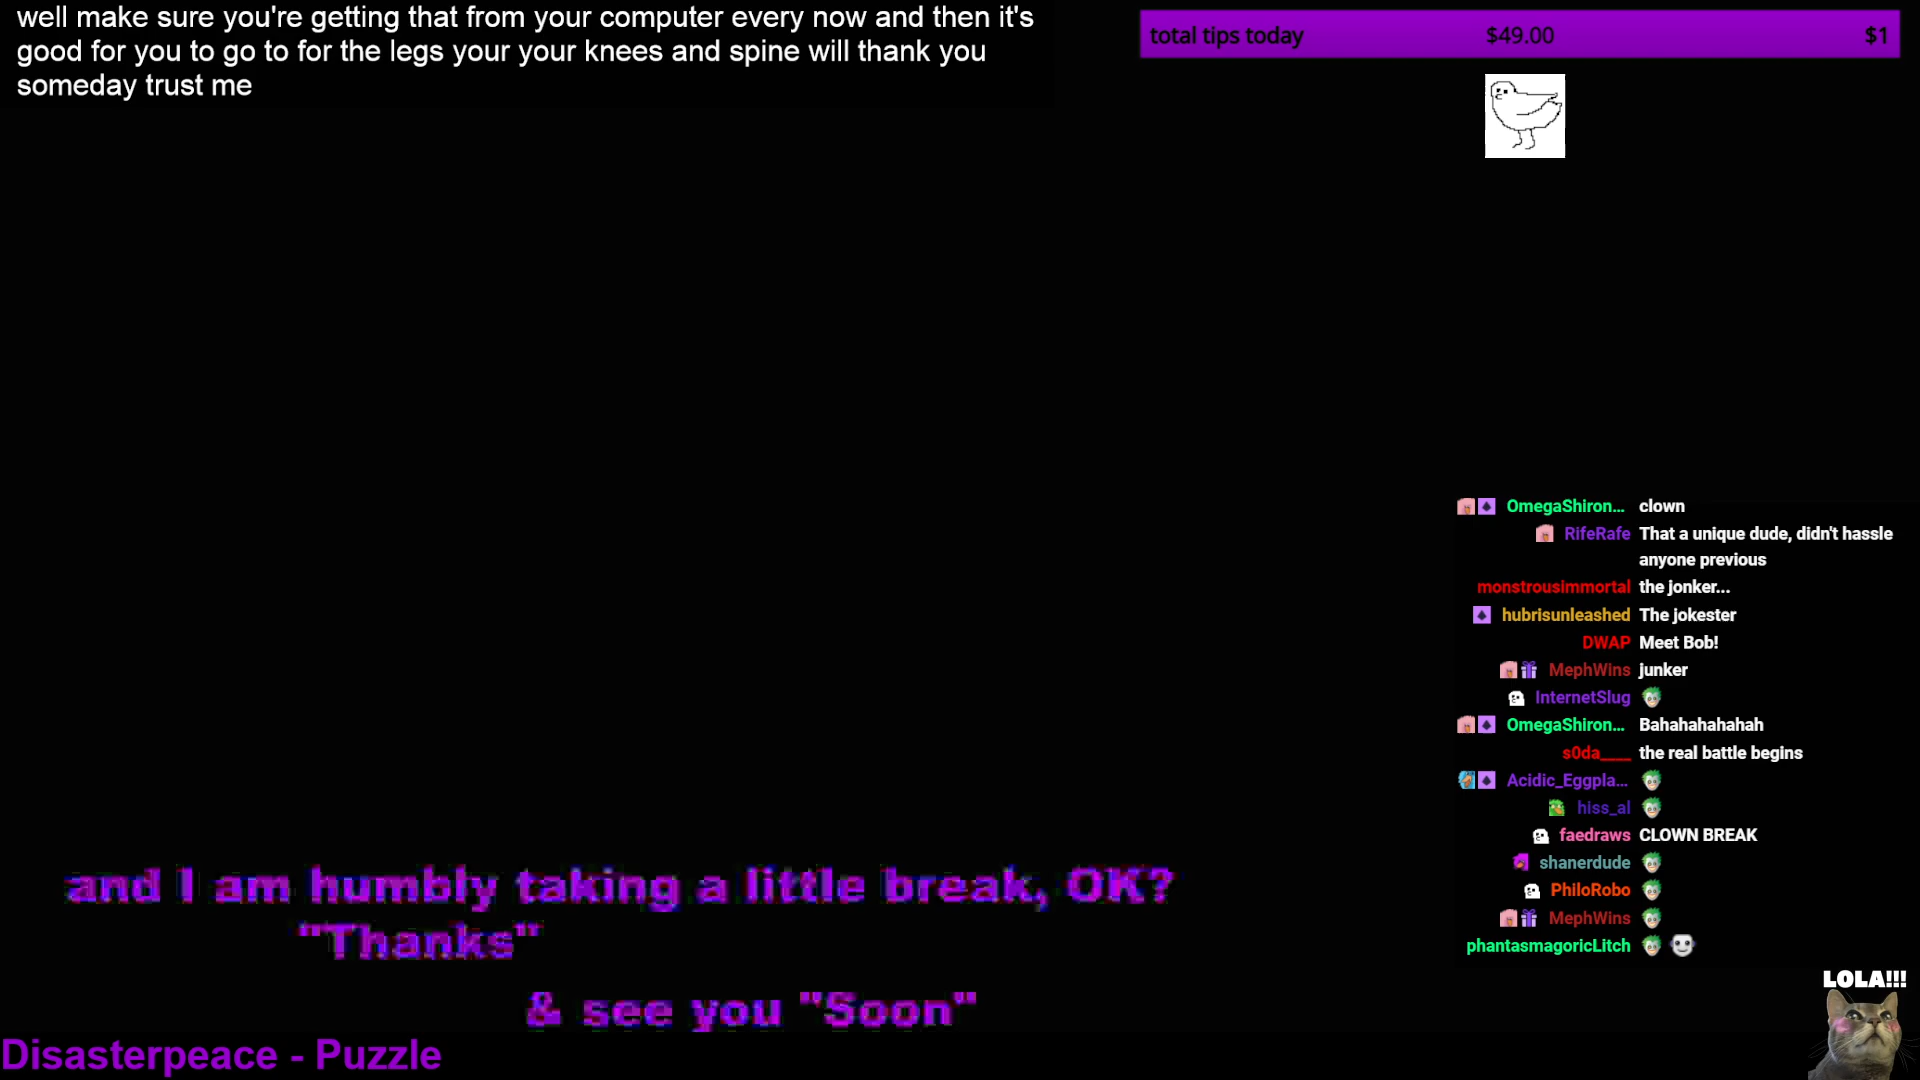 well make sure you're getting that from your computer every now and then it's
good for you to go to for the legs your your knees and spine will thank you
someday trust me
total tips today $49.00 $1
OmegaShiron... clown
RifeRafe That a unique dude, didn't hassle
anyone previous
monstrousimmortal the jonker...
hubrisunleashed The jokester
DWAP Meet Bob!
MephWins junker
InternetSlug
OmegaShiron... Bahahahahahah
s0da____ the real battle begins
Acidic_Eggpla...
hiss_al
faedraws CLOWN BREAK
shanerdude
PhiloRobo
MephWins
phantasmagoricLitch
and I am humbly taking a little break, OK?
"Thanks"
& see you "Soon"
LOLA!!!
Disasterpeace - Puzzle